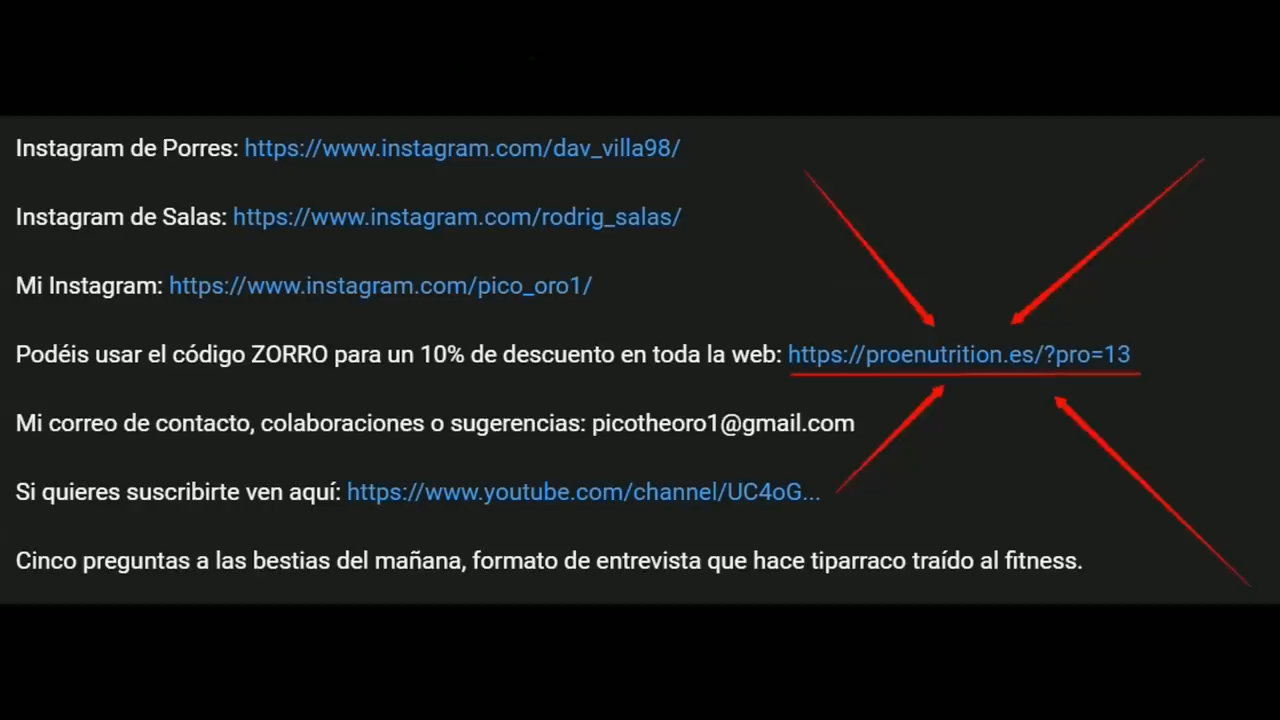 Instagram de Porres: https://www.instagram.com/dav_villa98/
Instagram de Salas: https://www.instagram.com/rodrig_salas/
Mi Instagram: https://www.instagram.com/pico_oro1/
Podéis usar el código ZORRO para un 10% de descuento en toda la web: https://proenutrition.es/?pro=13
Mi correo de contacto, colaboraciones o sugerencias: picotheoro1@gmail.com
Si quieres suscribirte ven aquí: https://www.youtube.com/channel/UC4oG...
Cinco preguntas a las bestias del mañana, formato de entrevista que hace tiparraco traído al fitness.